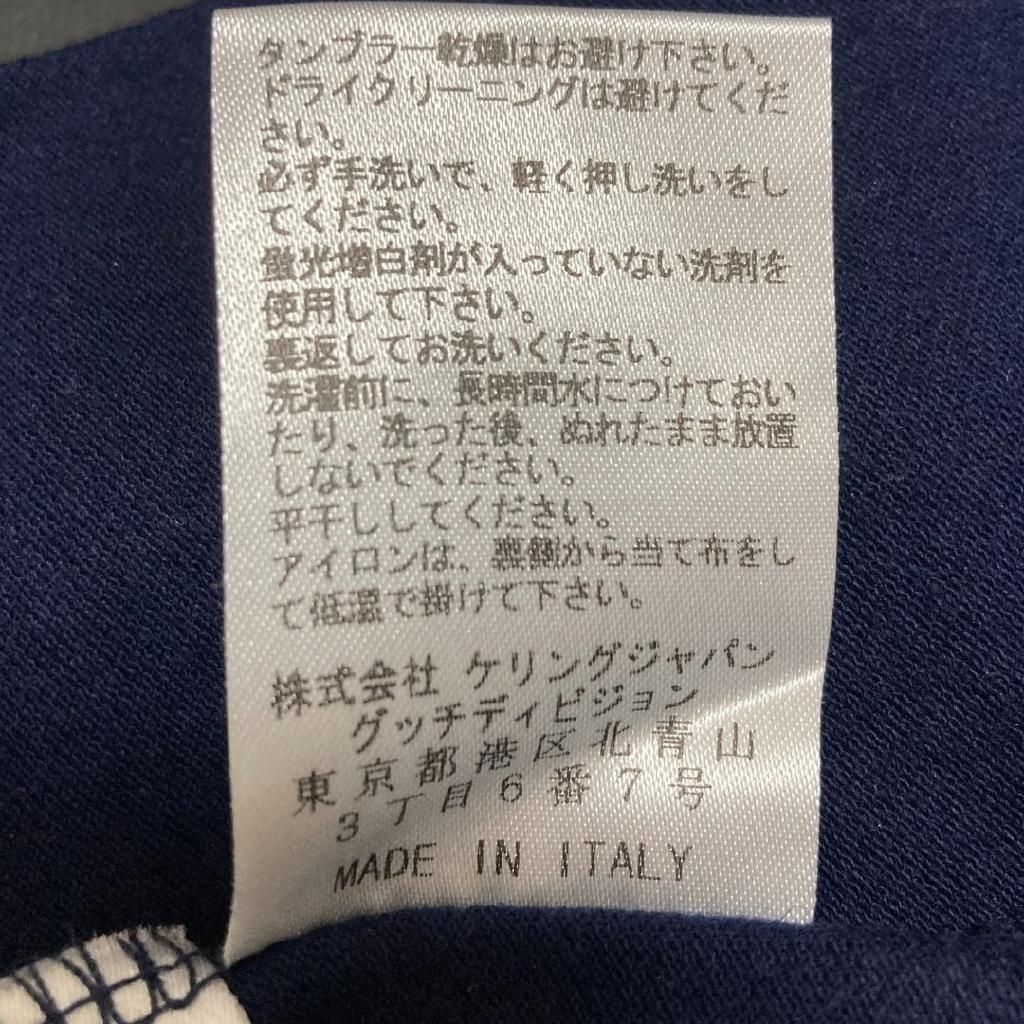 タンブラー乾燥はお避け下さい。
ドライクリーニングは避けてくだ
さい。
必ず手洗いで、軽く押し洗いをし
てください。
蛍光増白剤が入っていない洗剤を
使用して下さい。
裏返してお洗いください。
洗濯前に、長時間水につけておい
たり、洗った後、ぬれたまま放置
しないでください。
平干ししてください。
アイロンは、裏側から当て布をし
て低温で掛けて下さい。
株式会社 ケリングジャパン
グッチディビジョン
東京都港区北青山
3丁目6番7号
MADE IN ITALY